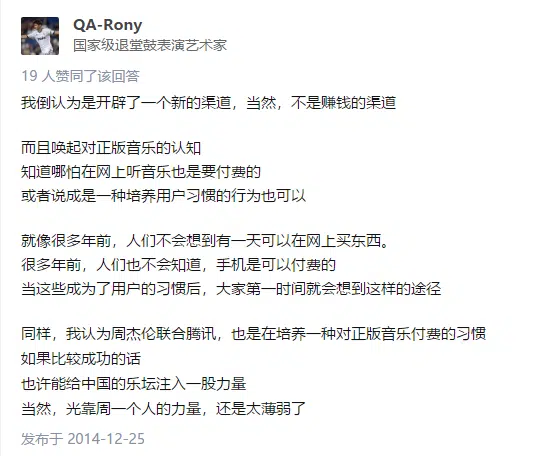 QA-Rony
国家级退堂鼓表演艺术家
19 人赞同了该回答
我倒认为是开辟了一个新的渠道，当然，不是赚钱的渠道
而且唤起对正版音乐的认知
知道哪怕在网上听音乐也是要付费的
或者说成是一种培养用户习惯的行为也可以
就像很多年前，人们不会想到有一天可以在网上买东西。
很多年前，人们也不会知道，手机是可以付费的
当这些成为了用户的习惯后，大家第一时间就会想到这样的途径
同样，我认为周杰伦联合腾讯，也是在培养一种对正版音乐付费的习惯
如果比较成功的话
也许能给中国的乐坛注入一股力量
当然，光靠周一个人的力量，还是太薄弱了
发布于 2014-12-25